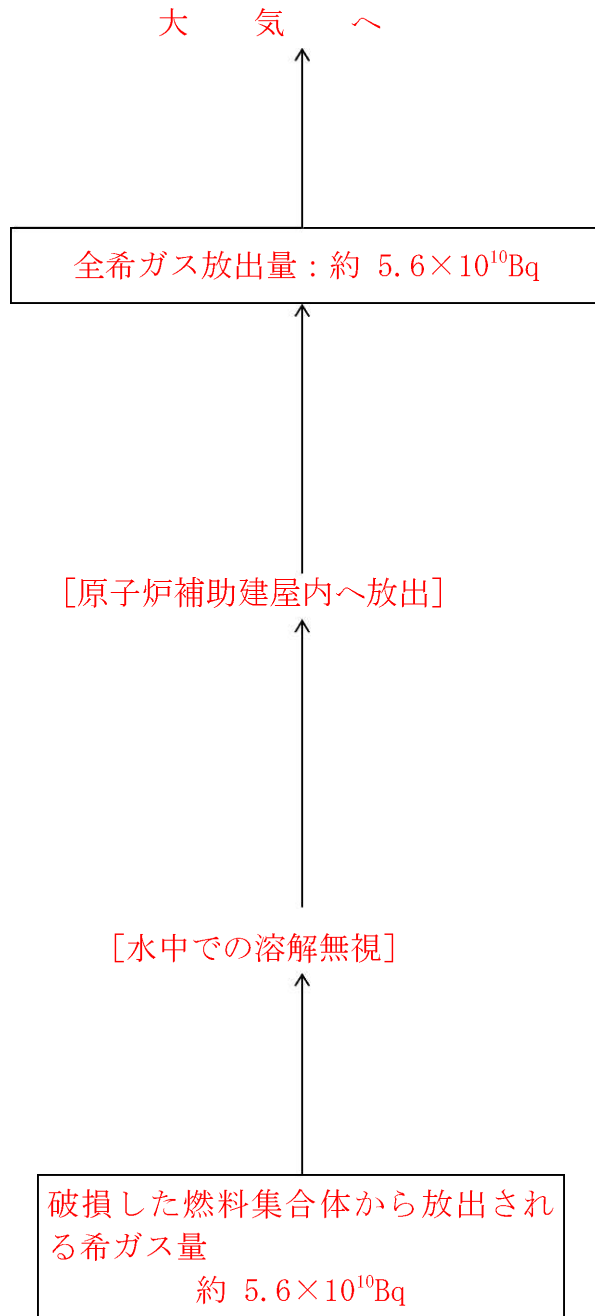 大気へ
全希ガス放出量：約 5.6×10¹⁰Bq
[原子炉補助建屋内へ放出]
[水中での溶解無視]
破損した燃料集合体から放出され
る希ガス量
約 5.6×10¹⁰Bq